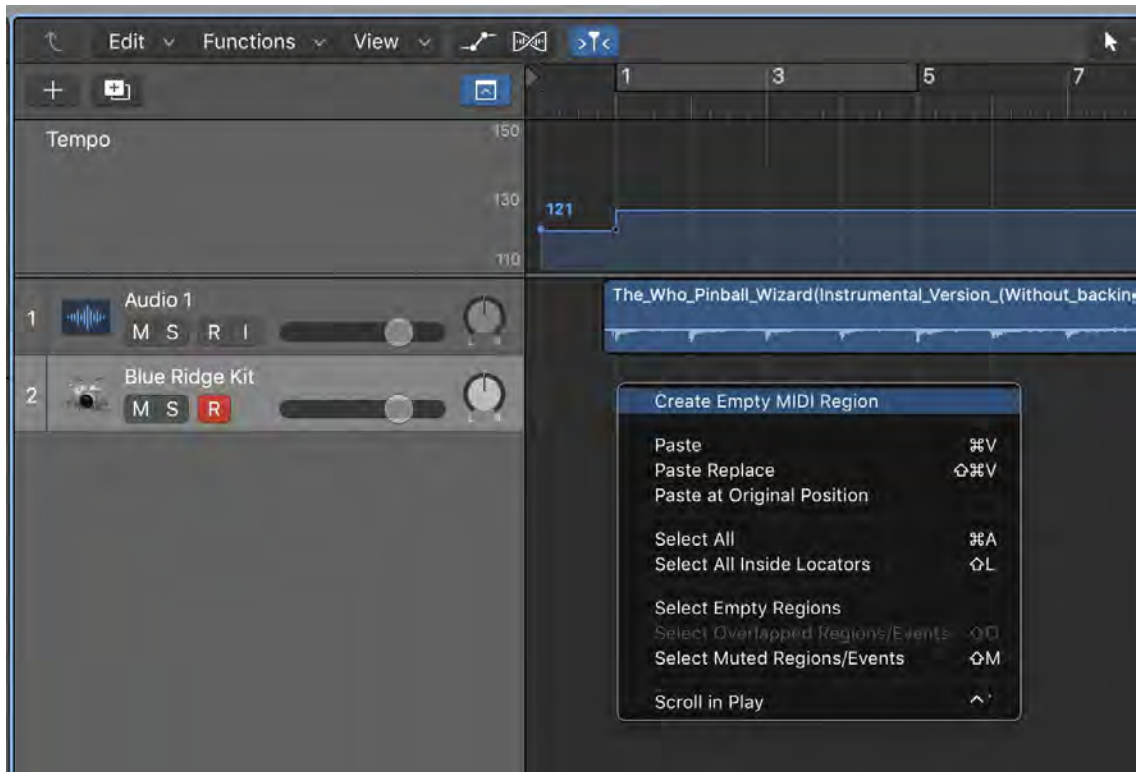 Edit Functions View
1 3 5 7
Tempo
150
130
121
110
1 Audio 1
M S R I
L R
The_Who_Pinball_Wizard(Instrumental_Version_(Without_backin
2 Blue Ridge Kit
M S R
L R
Create Empty MIDI Region
Paste ⌘V
Paste Replace ⇧⌘V
Paste at Original Position
Select All ⌘A
Select All Inside Locators ⇧L
Select Empty Regions
Select Overlapped Regions/Events ⇧O
Select Muted Regions/Events ⇧M
Scroll in Play ⌃`